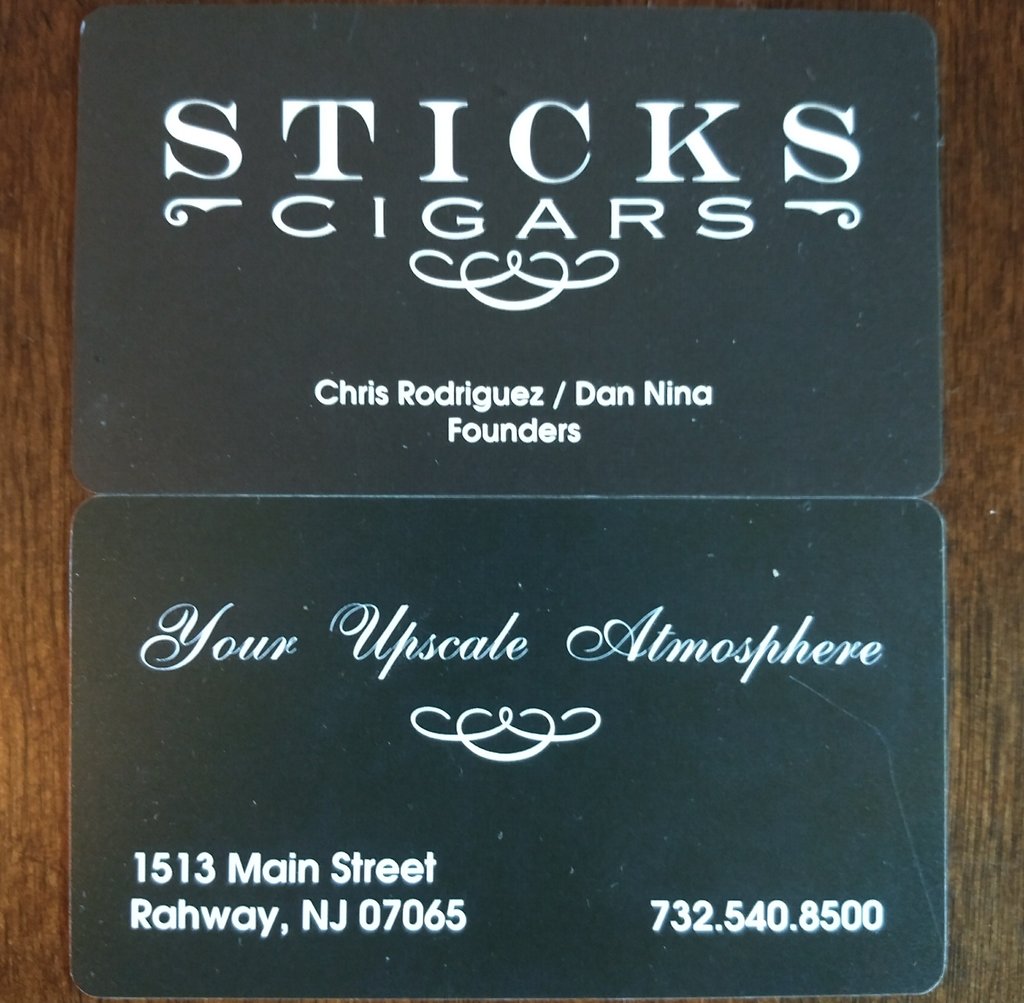 STICKS
CIGARS
Chris Rodriguez / Dan Nina
Founders
Your Upscale Atmosphere
1513 Main Street
Rahway, NJ 07065
732.540.8500